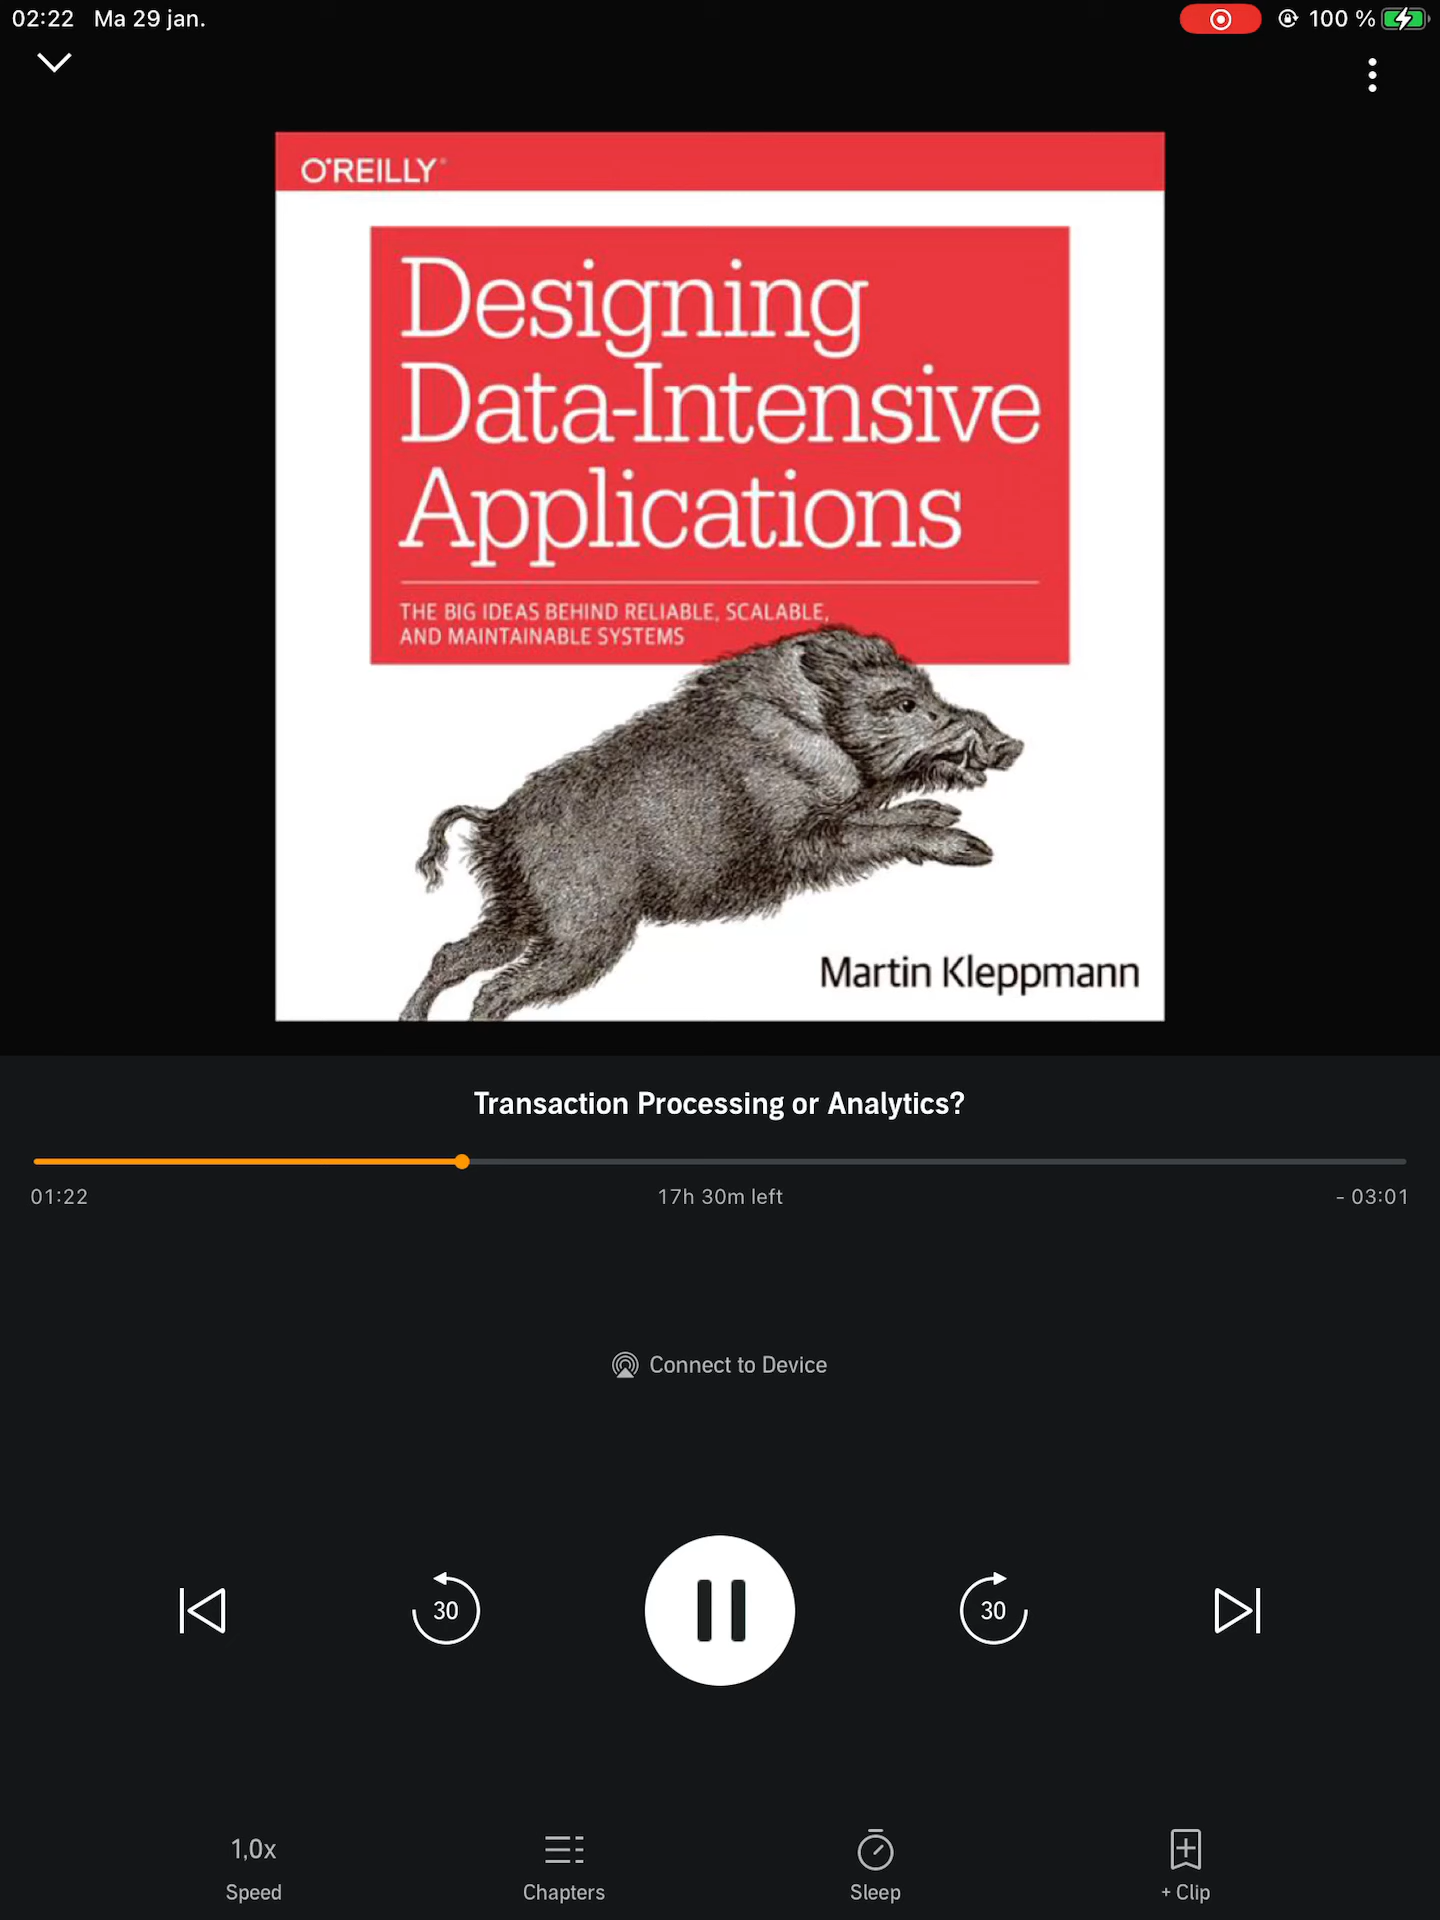 02:22 Ma 29 jan. 100 %
O'REILLY®
Designing
Data-Intensive
Applications
THE BIG IDEAS BEHIND RELIABLE, SCALABLE,
AND MAINTAINABLE SYSTEMS
Martin Kleppmann
Transaction Processing or Analytics?
01:22 17h 30m left - 03:01
Connect to Device
30 30
1,0x
Speed Chapters Sleep + Clip